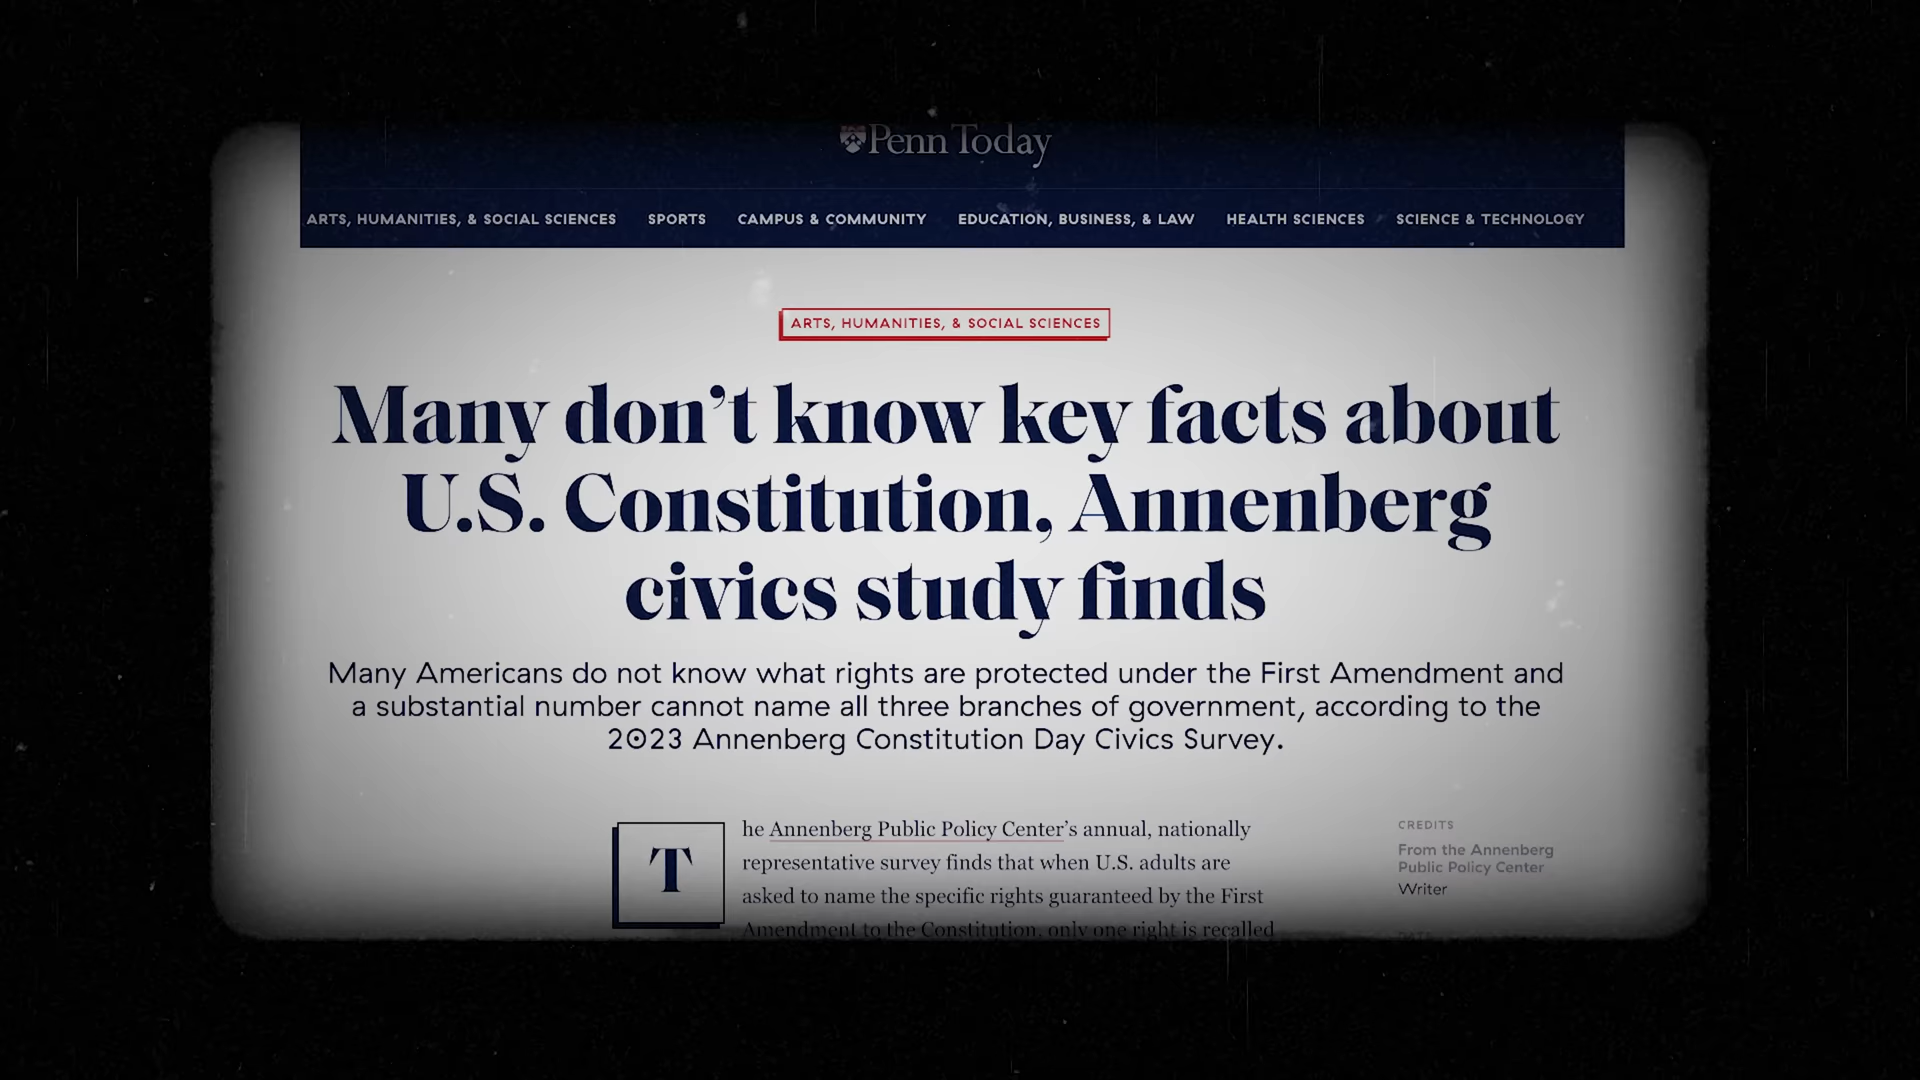 Penn Today
ARTS, HUMANITIES, & SOCIAL SCIENCES SPORTS CAMPUS & COMMUNITY EDUCATION, BUSINESS, & LAW HEALTH SCIENCES SCIENCE & TECHNOLOGY
ARTS, HUMANITIES, & SOCIAL SCIENCES
Many don’t know key facts about
U.S. Constitution, Annenberg
civics study finds
Many Americans do not know what rights are protected under the First Amendment and
a substantial number cannot name all three branches of government, according to the
2023 Annenberg Constitution Day Civics Survey.
The Annenberg Public Policy Center’s annual, nationally
representative survey finds that when U.S. adults are
asked to name the specific rights guaranteed by the First
Amendment to the Constitution, only one right is recalled
CREDITS
From the Annenberg
Public Policy Center
Writer